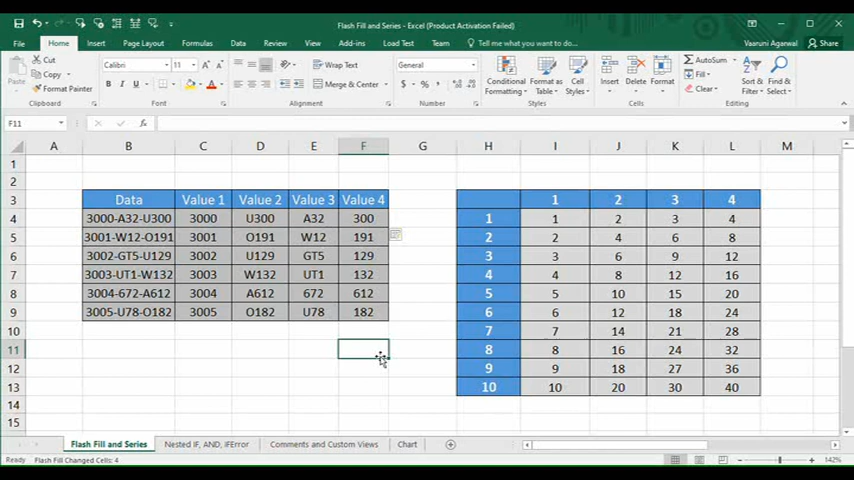 Flash Fill and Series - Excel (Product Activation Failed)
File Home Insert Page Layout Formulas Data Review View Add-ins Load Test Team Tell me what you want to do... Vaaruni Agarwal Share
Paste Cut Copy Format Painter Clipboard
Calibri 11 B I U Font
Wrap Text Merge & Center Alignment
General $ % Number
Conditional Formatting Format as Table Cell Styles Styles
Insert Delete Format Cells
AutoSum Fill Clear Sort & Filter Find & Select Editing
F11 fx
A B C D E F G H I J K L M
1
2
3 Data Value 1 Value 2 Value 3 Value 4 1 2 3 4
4 3000-A32-U300 3000 U300 A32 300 1 1 2 3 4
5 3001-W12-O191 3001 O191 W12 191 2 2 4 6 8
6 3002-GT5-U129 3002 U129 GT5 129 3 3 6 9 12
7 3003-UT1-W132 3003 W132 UT1 132 4 4 8 12 16
8 3004-672-A612 3004 A612 672 612 5 5 10 15 20
9 3005-U78-O182 3005 O182 U78 182 6 6 12 18 24
10 7 7 14 21 28
11 8 8 16 24 32
12 9 9 18 27 36
13 10 10 20 30 40
14
15
Flash Fill and Series Nested IF, AND, IFError Comments and Custom Views Chart
Ready Flash Fill Changed Cells: 4 142%